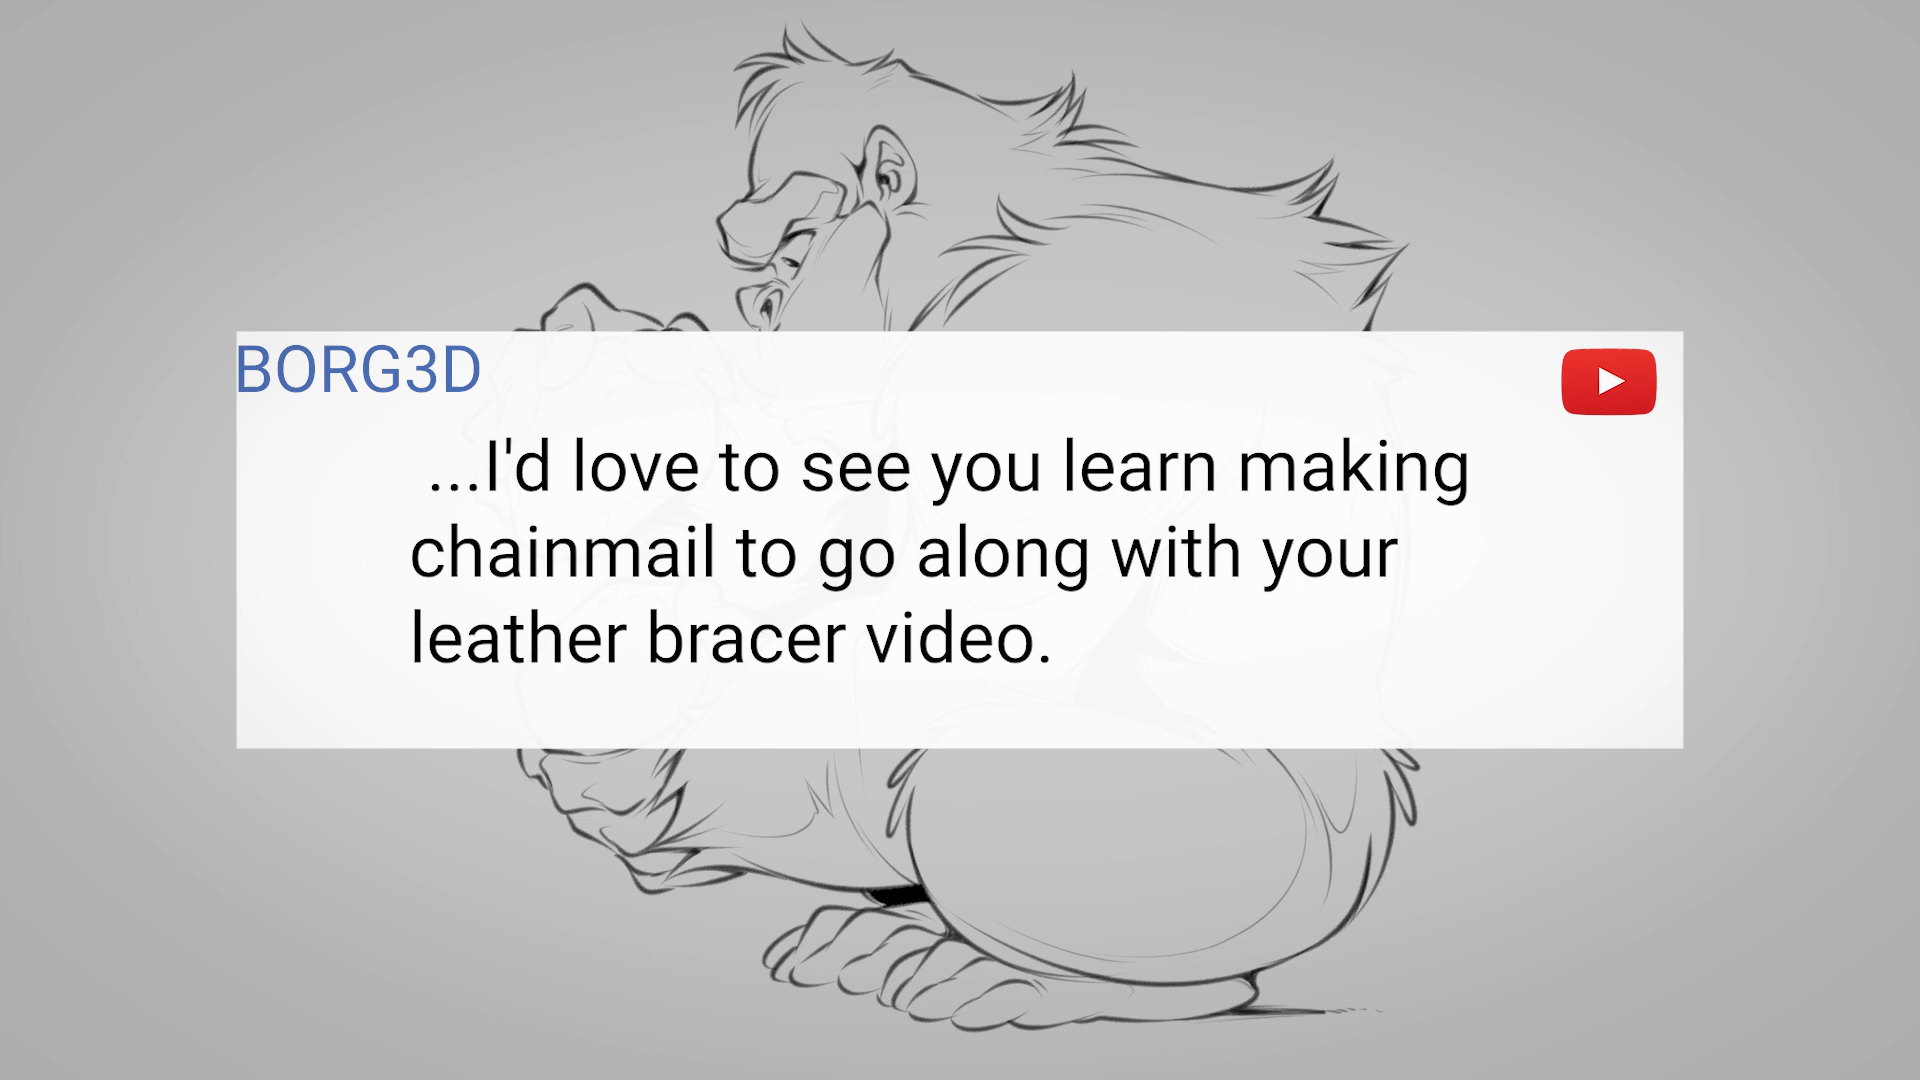 BORG3D
...I'd love to see you learn making
chainmail to go along with your
leather bracer video.